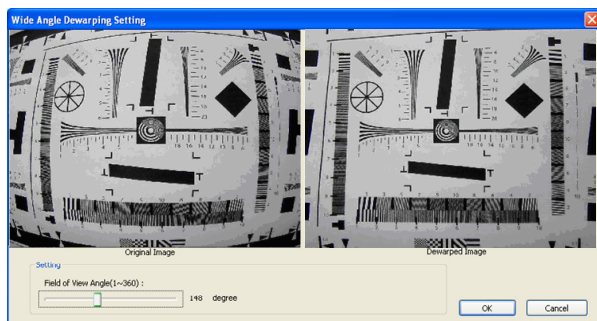 Wide Angle Dewarping Setting
Original Image
Dewarped Image
Setting
Field of View Angle(1~360) :
148 degree
OK
Cancel